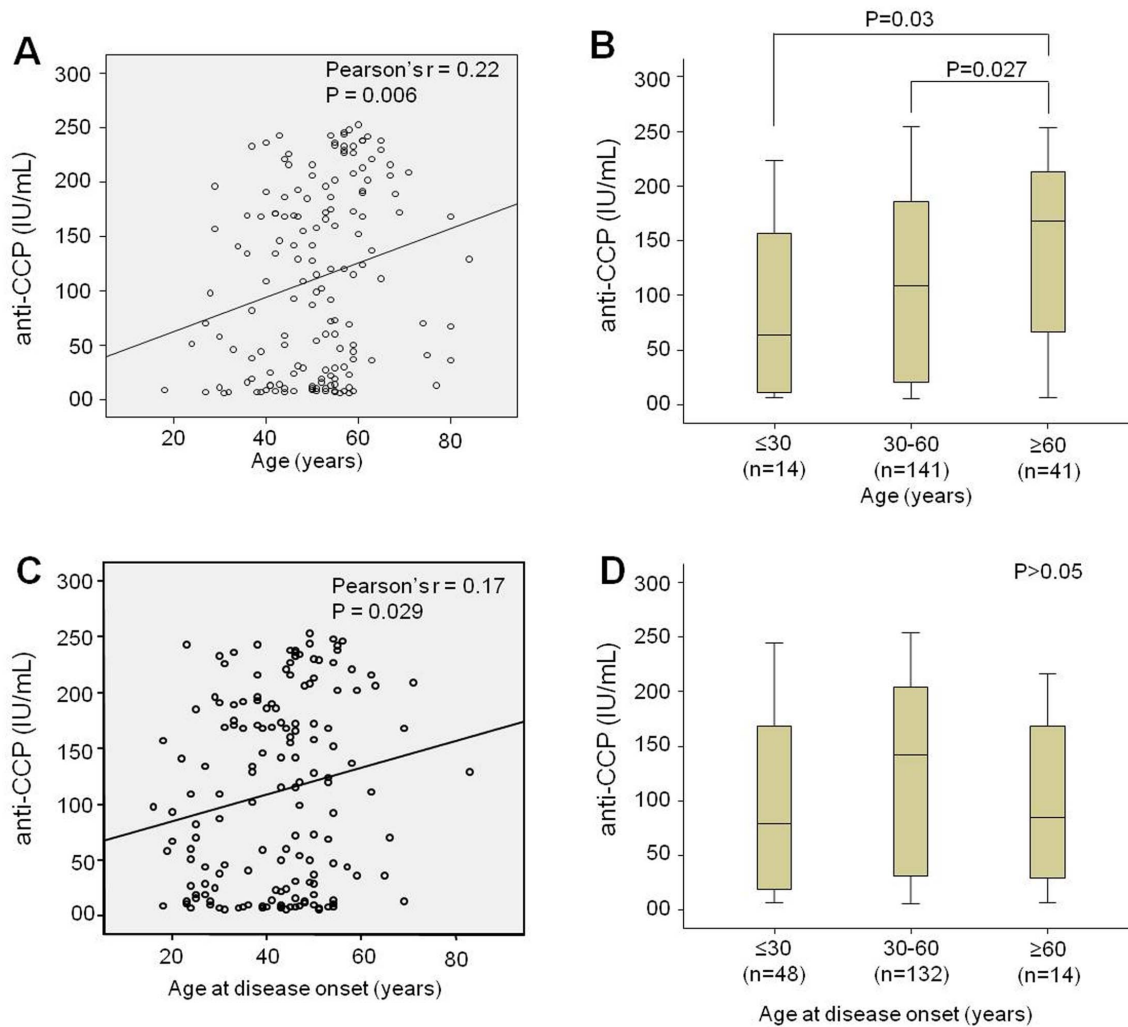 A
Pearson's r = 0.22
P = 0.006
300
250
200
150
100
50
00
anti-CCP (IU/mL)
20 40 60 80
Age (years)
B
P=0.03
P=0.027
300
250
200
150
100
50
00
anti-CCP (IU/mL)
≤30 30-60 ≥60
(n=14) (n=141) (n=41)
Age (years)
C
Pearson's r = 0.17
P = 0.029
300
250
200
150
100
50
00
anti-CCP (IU/mL)
20 40 60 80
Age at disease onset (years)
D
P>0.05
300
250
200
150
100
50
00
anti-CCP (IU/mL)
≤30 30-60 ≥60
(n=48) (n=132) (n=14)
Age at disease onset (years)